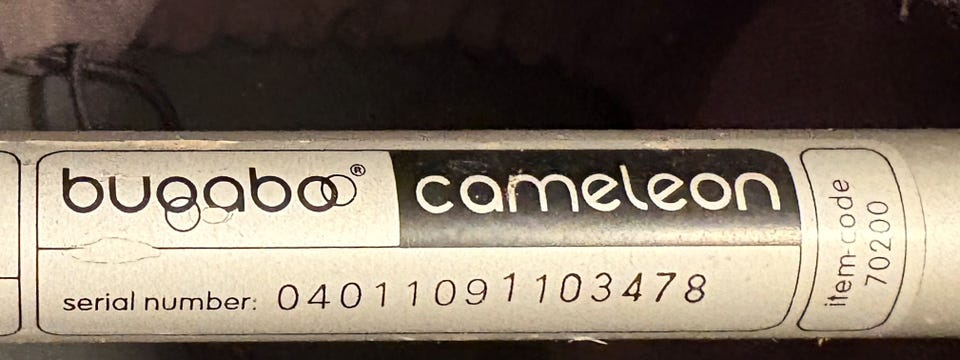 bugaboo® cameleon
serial number: 04011091103478
item-code
70200